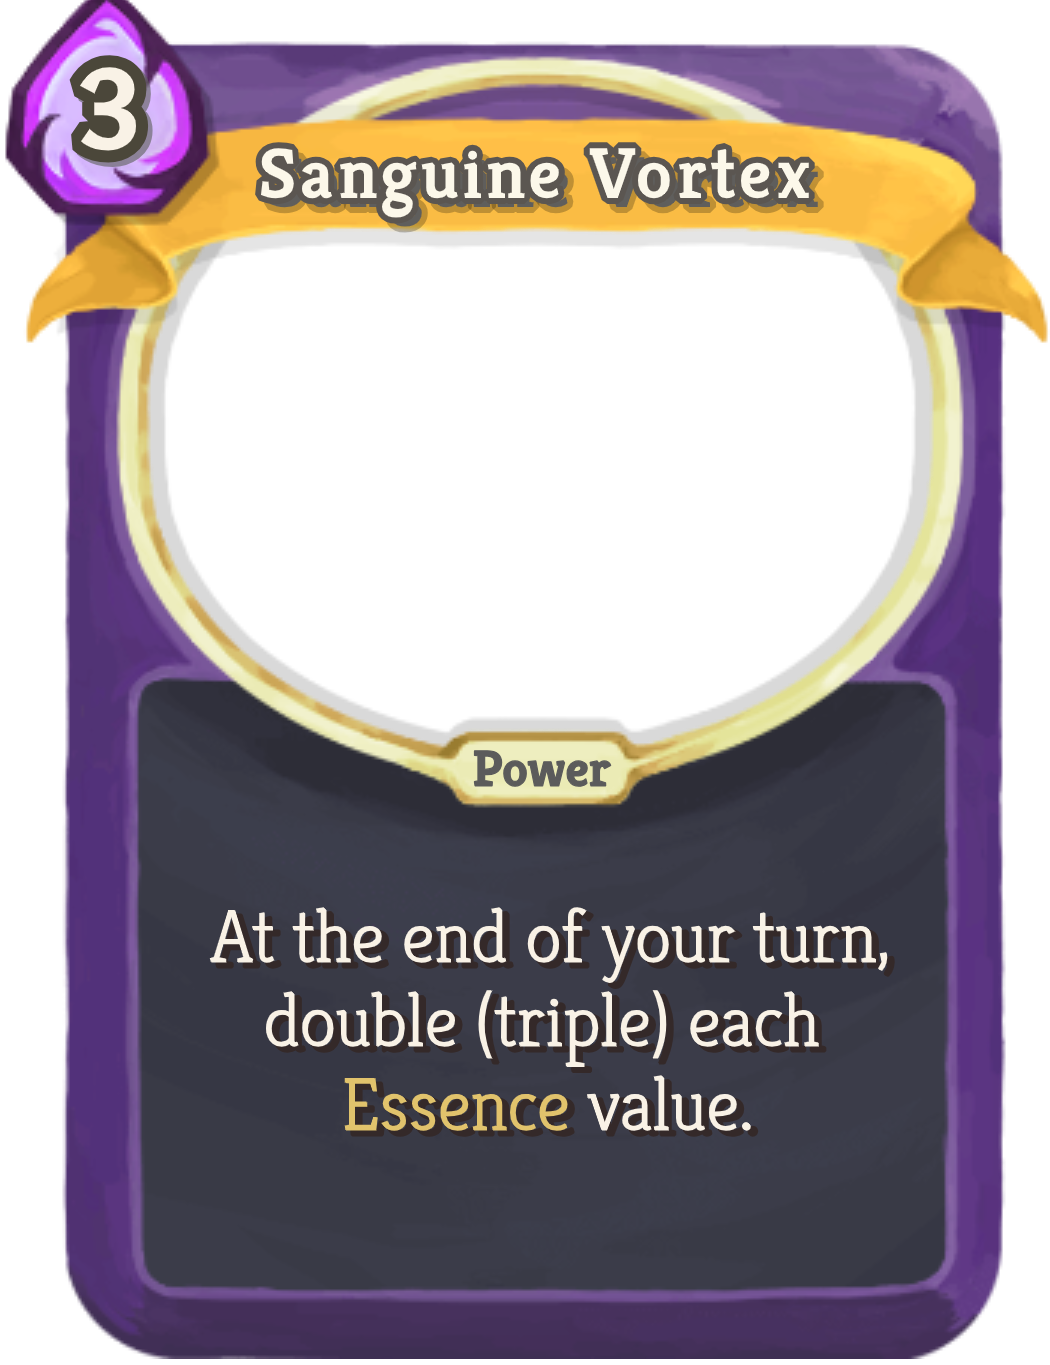 3
Sanguine Vortex
Power
At the end of your turn,
double (triple) each
Essence value.